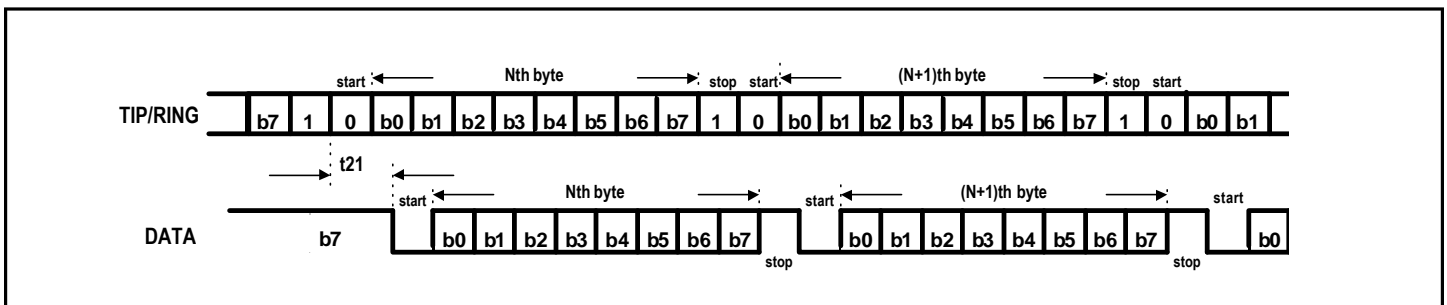 start Nth byte stop start (N+1)th byte stop start
TIP/RING b7 1 0 b0 b1 b2 b3 b4 b5 b6 b7 1 0 b0 b1 b2 b3 b4 b5 b6 b7 1 0 b0 b1
t21
start Nth byte start (N+1)th byte start
DATA b7 b0 b1 b2 b3 b4 b5 b6 b7 b0 b1 b2 b3 b4 b5 b6 b7 b0
stop stop